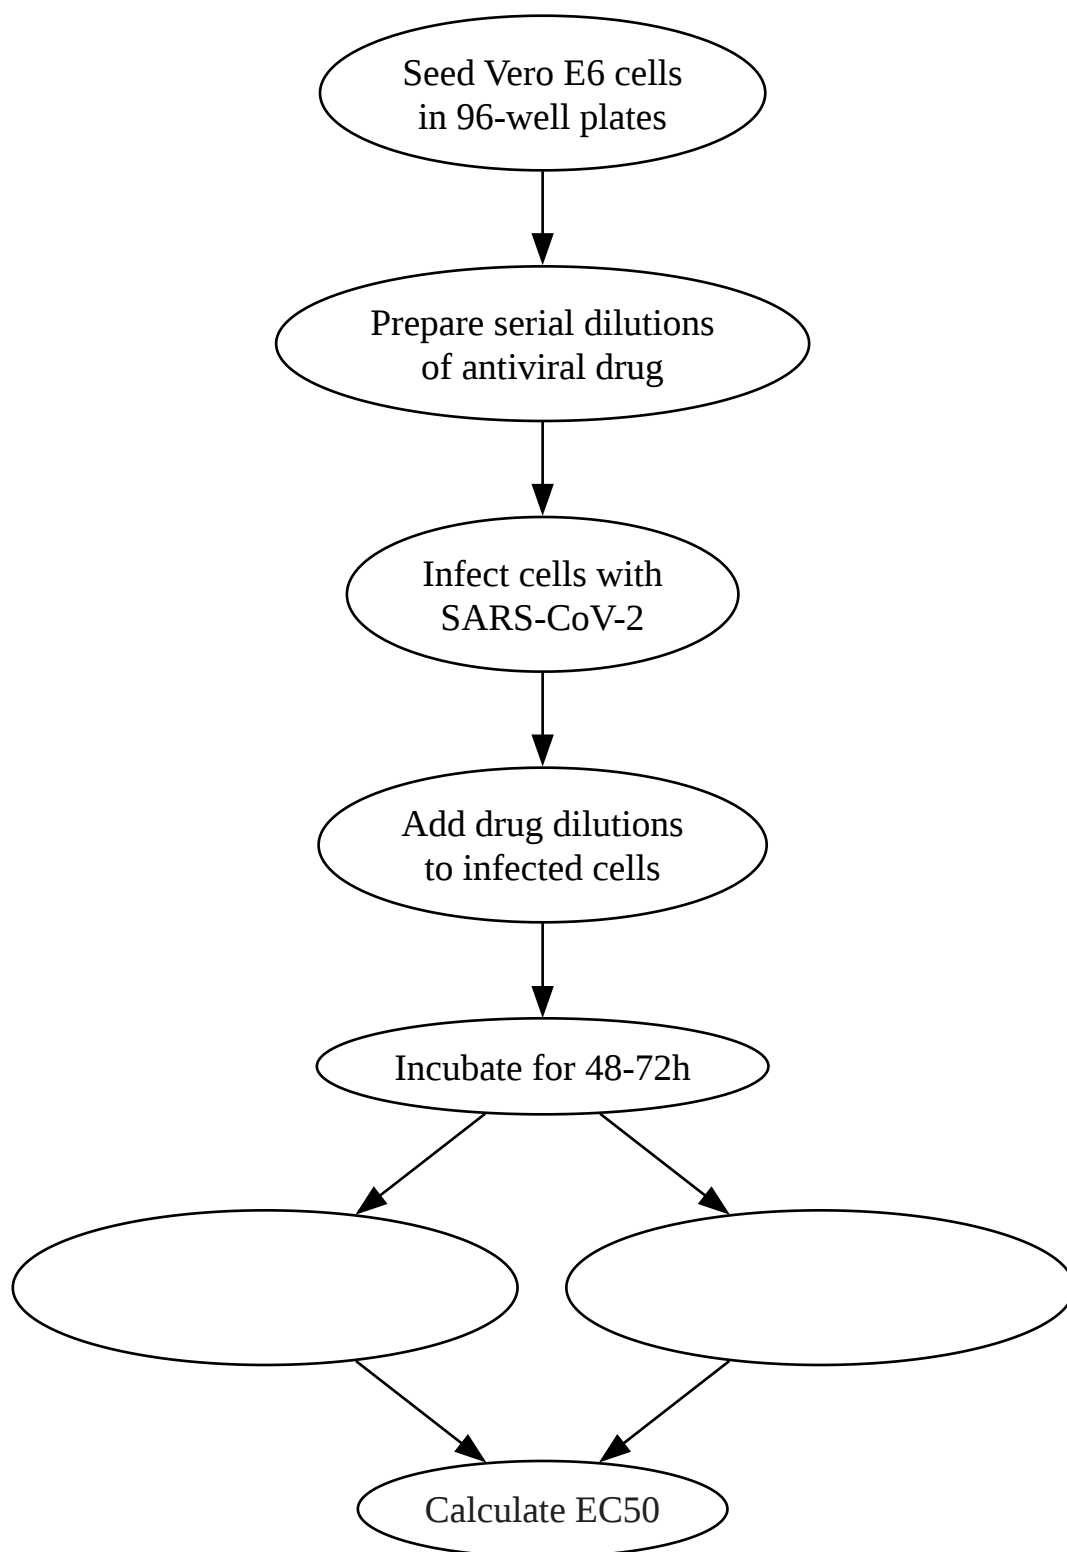 Seed Vero E6 cells
in 96-well plates
Prepare serial dilutions
of antiviral drug
Infect cells with
SARS-CoV-2
Add drug dilutions
to infected cells
Incubate for 48-72h
Calculate EC50